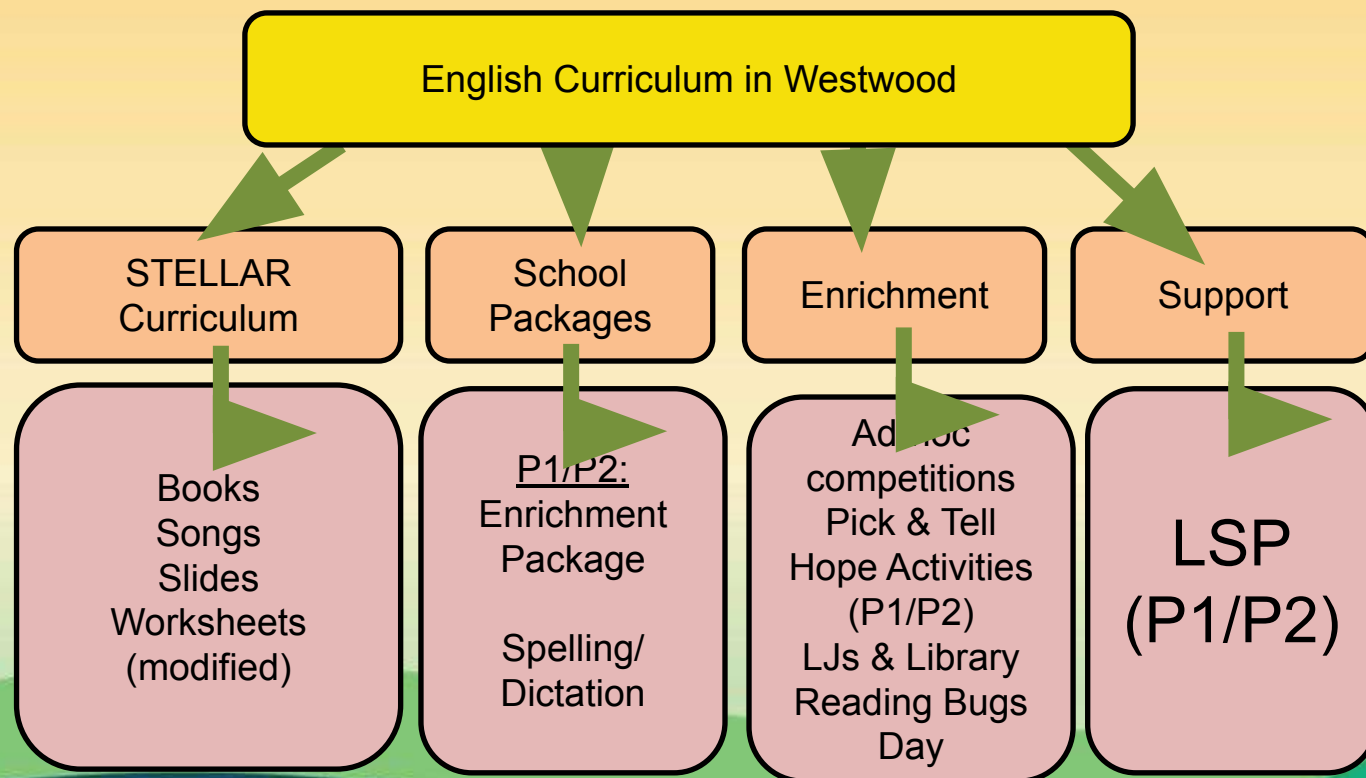 English Curriculum in Westwood
STELLAR
Curriculum
School
Packages
Enrichment
Support
Books
Songs
Slides
Worksheets
(modified)
P1/P2:
Enrichment
Package
Spelling/
Dictation
Ad hoc
competitions
Pick & Tell
Hope Activities
(P1/P2)
LJs & Library
Reading Bugs
Day
LSP
(P1/P2)